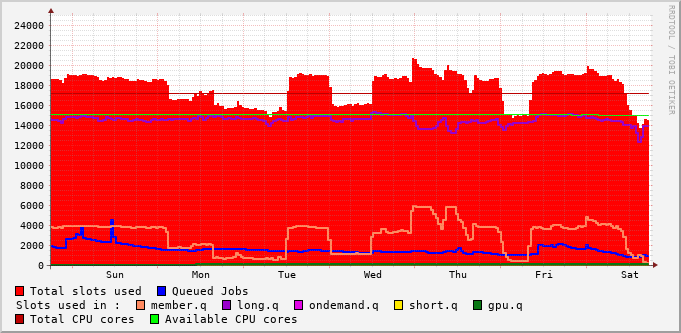 24000
22000
20000
18000
16000
14000
12000
10000
8000
6000
4000
2000
0
Sun Mon Tue Wed Thu Fri Sat
RRDTOOL / TOBI OETIKER
Total slots used Queued Jobs
Slots used in : member.q long.q ondemand.q short.q gpu.q
Total CPU cores Available CPU cores